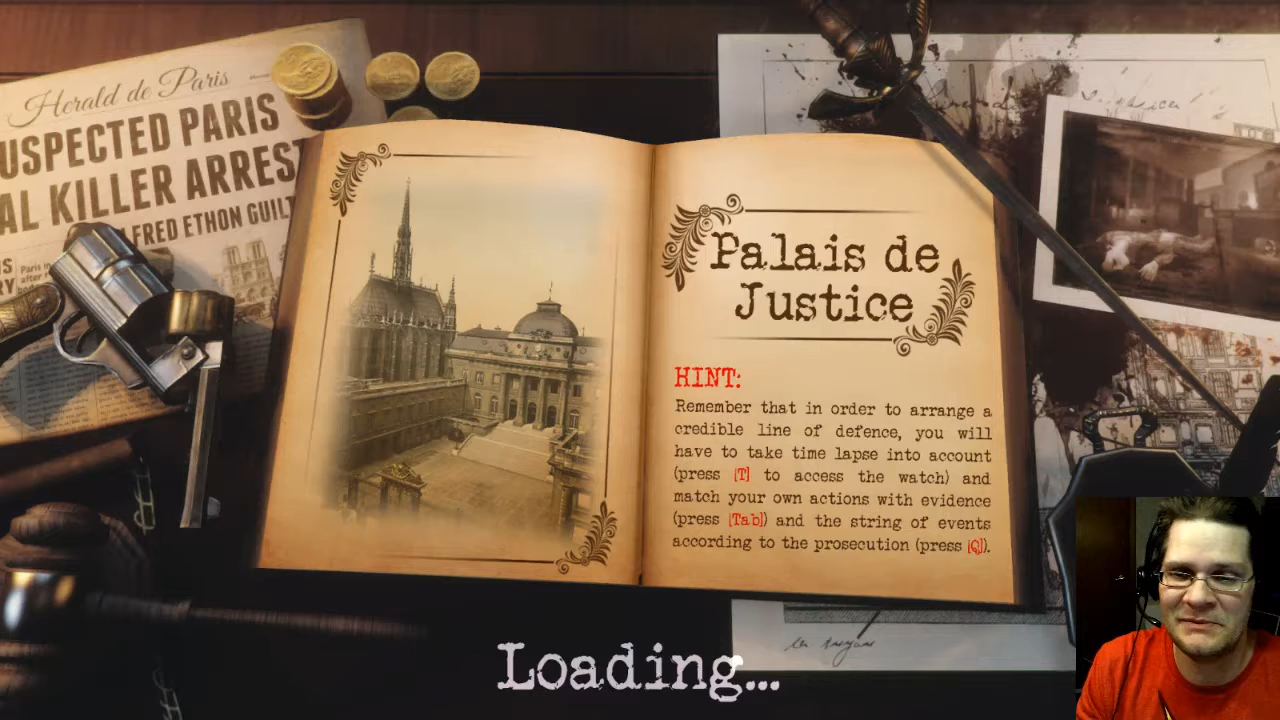 Herald de Paris
USPECTED PARIS
AL KILLER ARREST
LFRED ETHON GUILT
Palais de
Justice
HINT:
Remember that in order to arrange a
credible line of defence, you will
have to take time lapse into account
(press [T] to access the watch) and
match your own actions with evidence
(press [Tab]) and the string of events
according to the prosecution (press [Q]).
Loading...